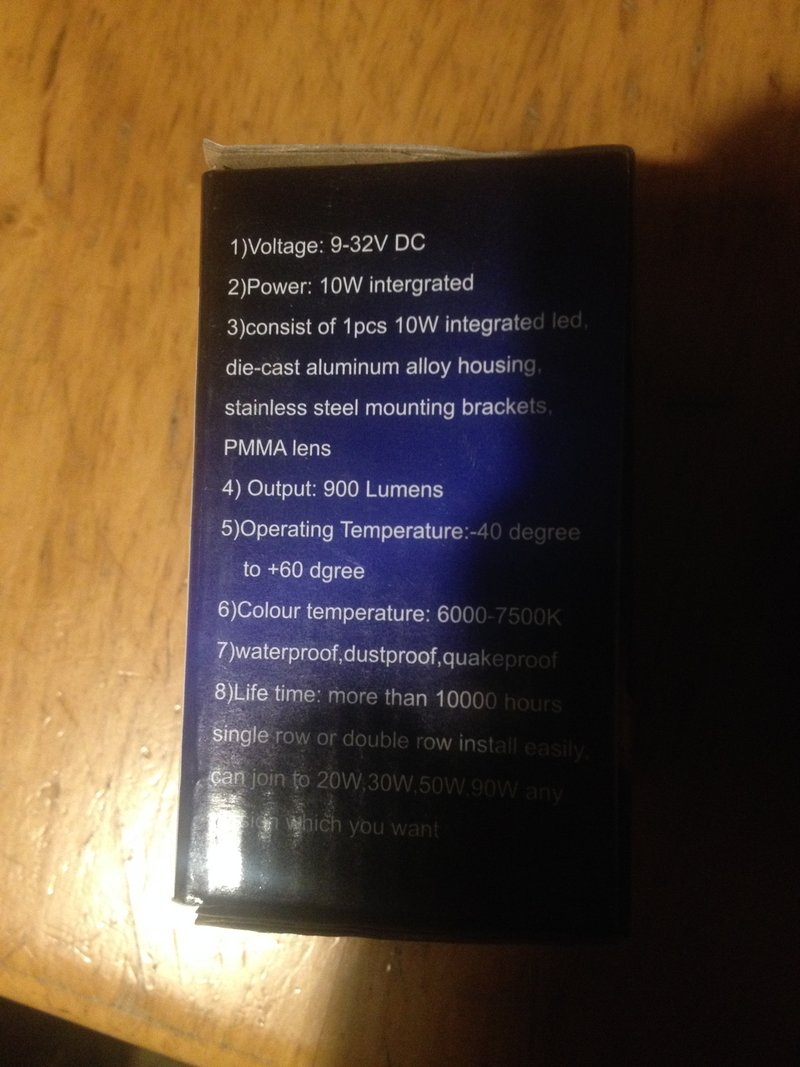 1)Voltage: 9-32V DC
2)Power: 10W intergrated
3)consist of 1pcs 10W integrated led,
die-cast aluminum alloy housing,
stainless steel mounting brackets,
PMMA lens
4) Output: 900 Lumens
5)Operating Temperature:-40 degree
to +60 dgree
6)Colour temperature: 6000-7500K
7)waterproof,dustproof,quakeproof
8)Life time: more than 10000 hours
single row or double row install easily,
can join to 20W,30W,50W.90W any
which you want